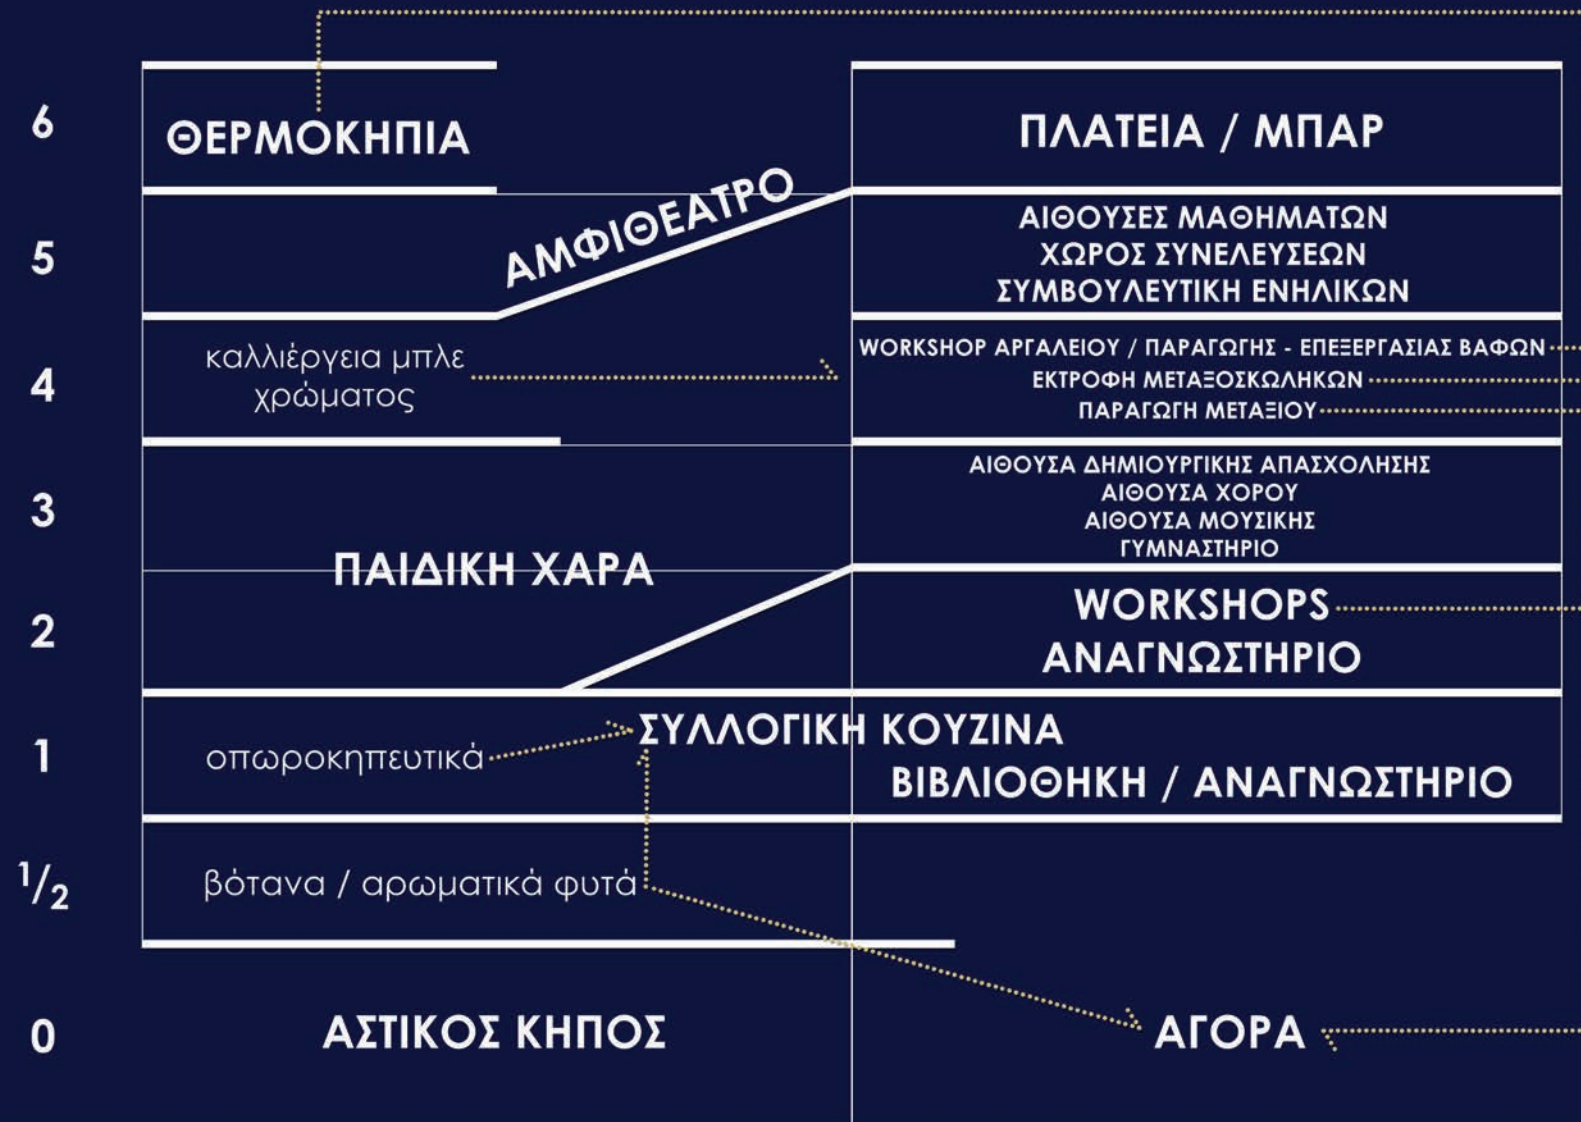 6
ΘΕΡΜΟΚΗΠΙΑ
ΠΛΑΤΕΙΑ / ΜΠΑΡ
ΑΜΦΙΘΕΑΤΡΟ
5
ΑΙΘΟΥΣΕΣ ΜΑΘΗΜΑΤΩΝ
ΧΩΡΟΣ ΣΥΝΕΛΕΥΣΕΩΝ
ΣΥΜΒΟΥΛΕΥΤΙΚΗ ΕΝΗΛΙΚΩΝ
4
καλλιέργεια μπλε
χρώματος
WORKSHOP ΑΡΓΑΛΕΙΟΥ / ΠΑΡΑΓΩΓΗΣ - ΕΠΕΞΕΡΓΑΣΙΑΣ ΒΑΦΩΝ
ΕΚΤΡΟΦΗ ΜΕΤΑΞΟΣΚΩΛΗΚΩΝ
ΠΑΡΑΓΩΓΗ ΜΕΤΑΞΙΟΥ
3
ΑΙΘΟΥΣΑ ΔΗΜΙΟΥΡΓΙΚΗΣ ΑΠΑΣΧΟΛΗΣΗΣ
ΑΙΘΟΥΣΑ ΧΟΡΟΥ
ΑΙΘΟΥΣΑ ΜΟΥΣΙΚΗΣ
ΓΥΜΝΑΣΤΗΡΙΟ
ΠΑΙΔΙΚΗ ΧΑΡΑ
2
WORKSHOPS
ΑΝΑΓΝΩΣΤΗΡΙΟ
1
οπωροκηπευτικά
ΣΥΛΛΟΓΙΚΗ ΚΟΥΖΙΝΑ
ΒΙΒΛΙΟΘΗΚΗ / ΑΝΑΓΝΩΣΤΗΡΙΟ
1/2
βότανα / αρωματικά φυτά
0
ΑΣΤΙΚΟΣ ΚΗΠΟΣ
ΑΓΟΡΑ